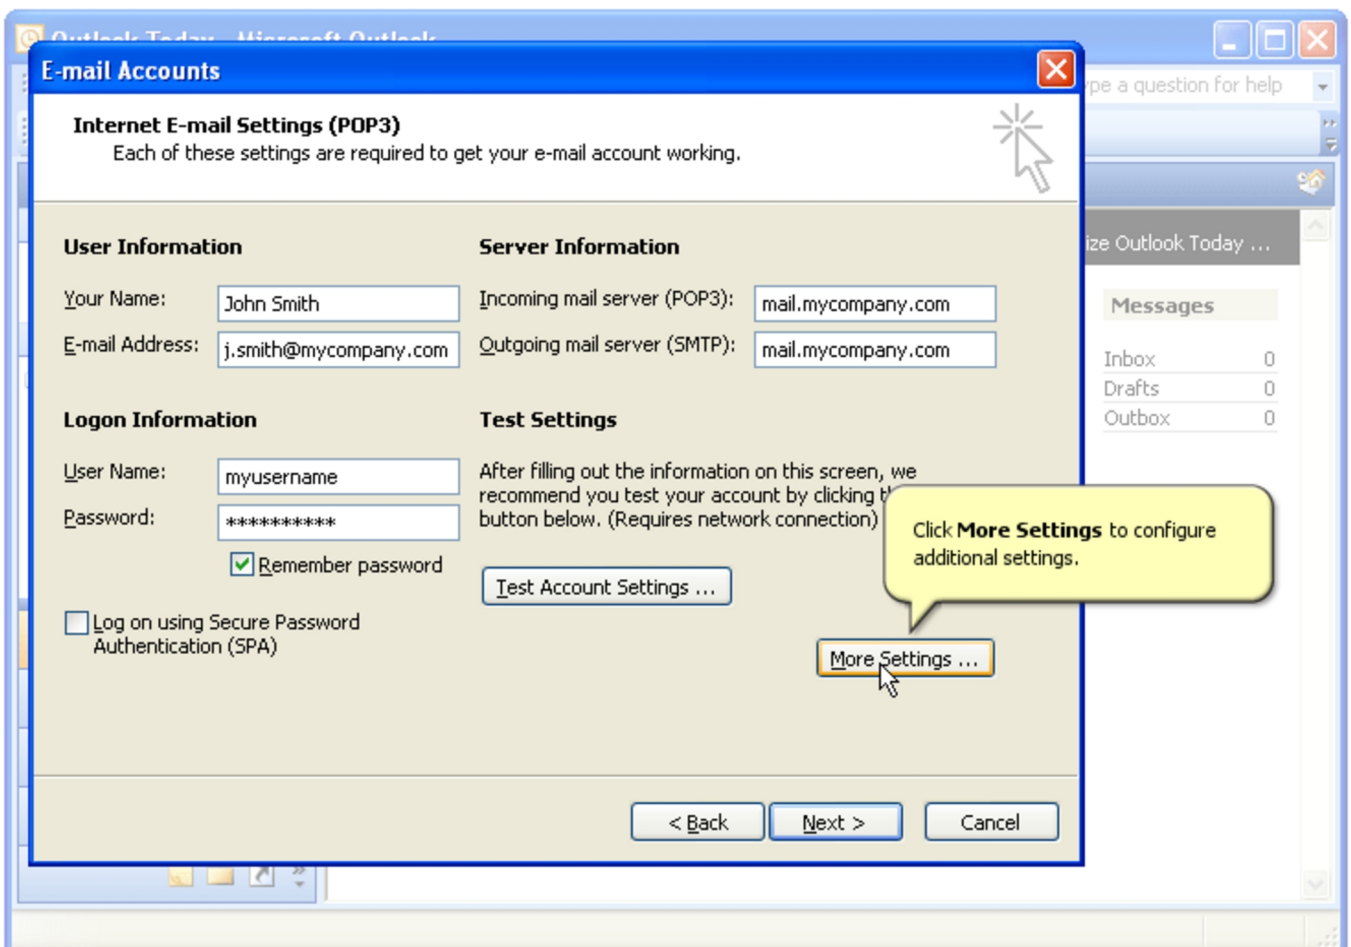 Outlook Today - Microsoft Outlook
E-mail Accounts
ype a question for help
Internet E-mail Settings (POP3)
Each of these settings are required to get your e-mail account working.
ize Outlook Today ...
User Information
Your Name:
John Smith
E-mail Address:
j.smith@mycompany.com
Server Information
Incoming mail server (POP3):
mail.mycompany.com
Outgoing mail server (SMTP):
mail.mycompany.com
Messages
Inbox 0
Drafts 0
Outbox 0
Logon Information
User Name:
myusername
Password:
**********
Remember password
Log on using Secure Password
Authentication (SPA)
Test Settings
After filling out the information on this screen, we
recommend you test your account by clicking
button below. (Requires network connection)
Test Account Settings ...
Click More Settings to configure
additional settings.
More Settings ...
< Back
Next >
Cancel